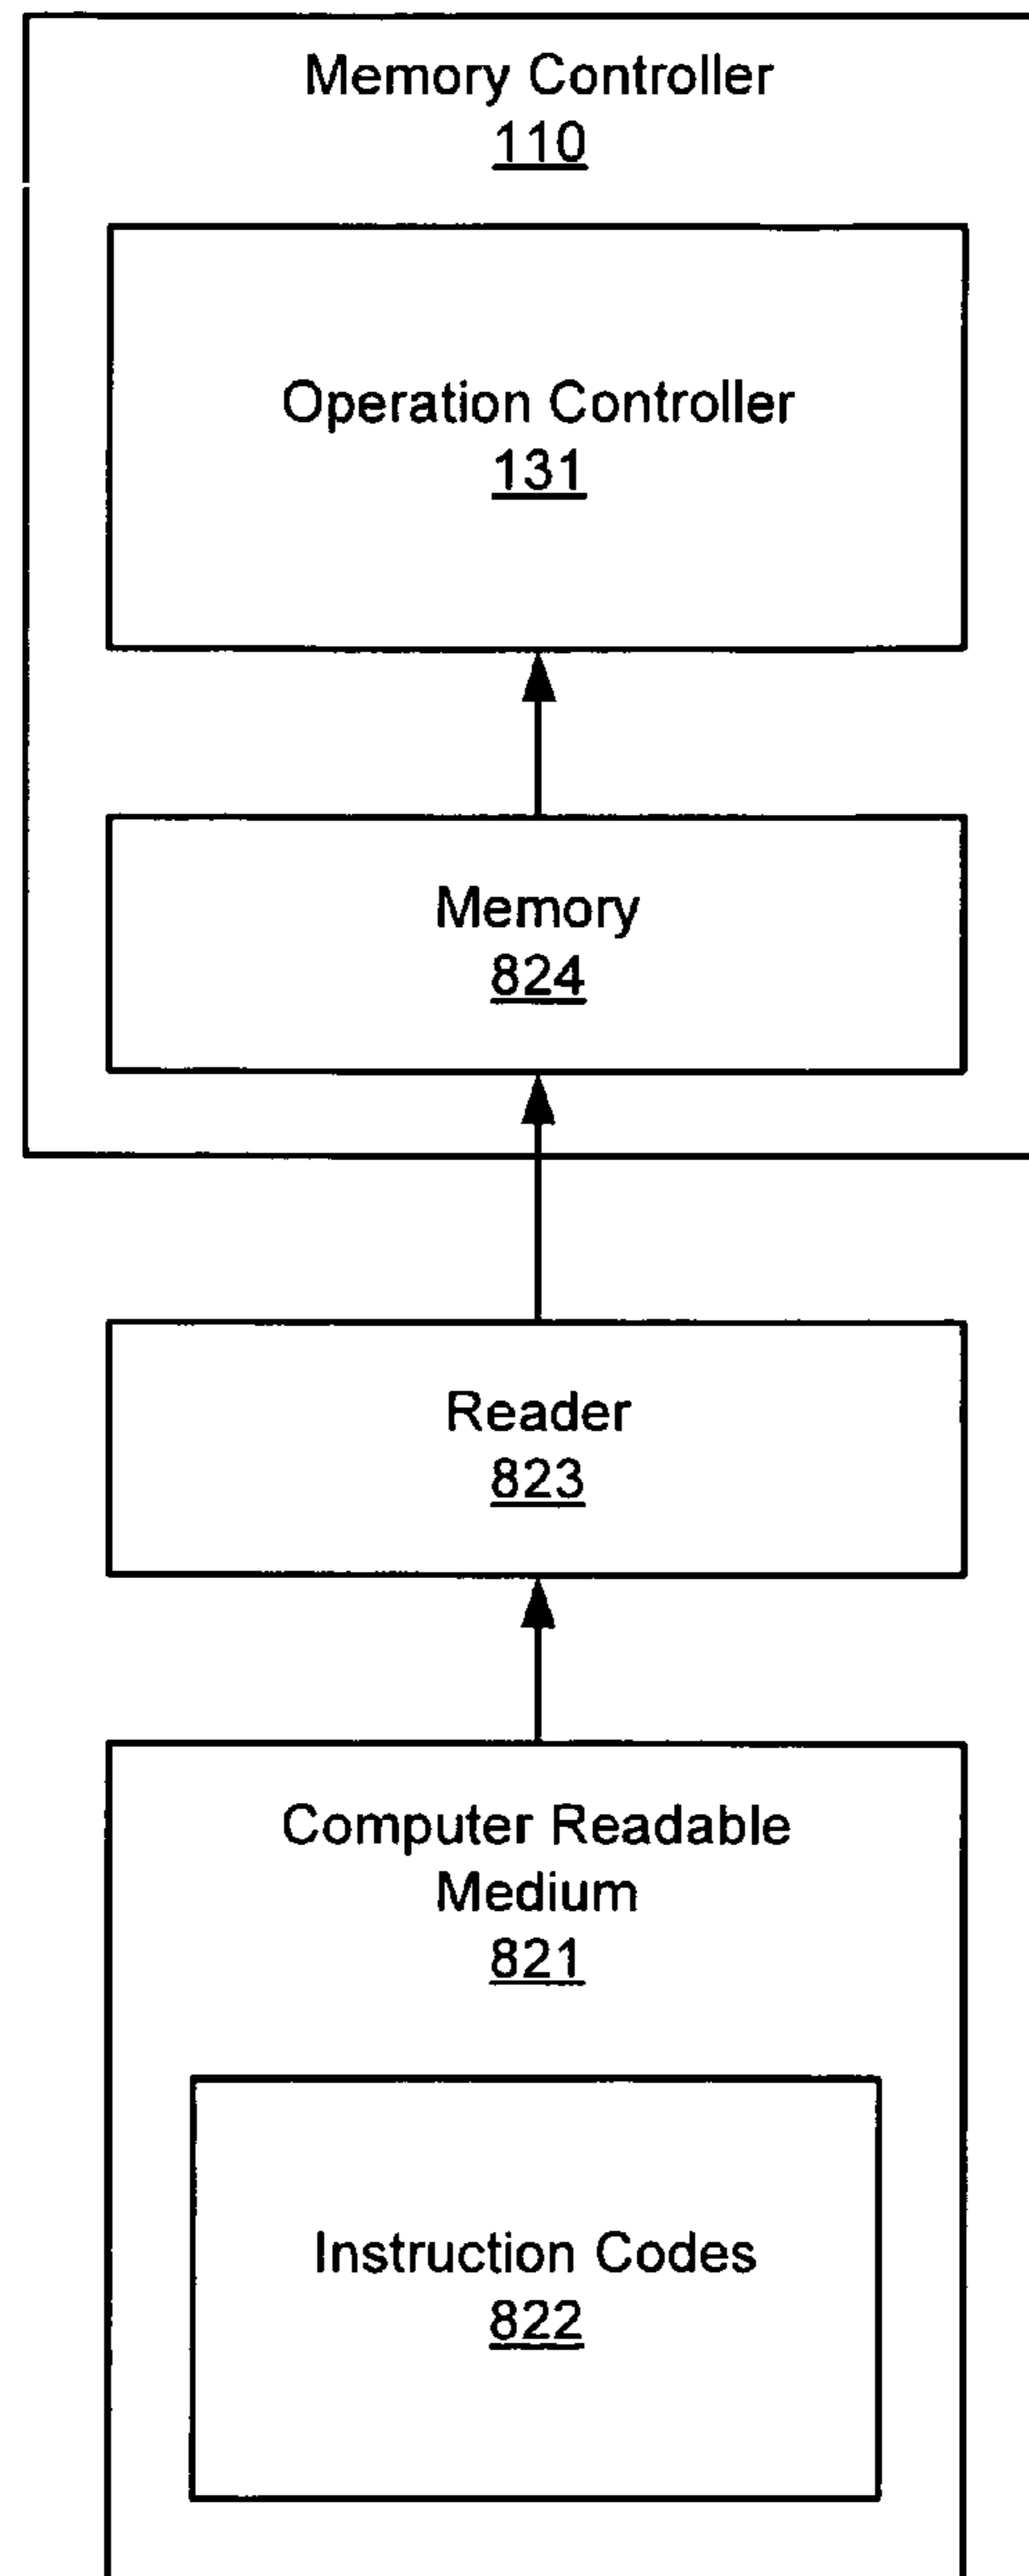 Memory Controller
110
Operation Controller
131
Memory
824
Reader
823
Computer Readable
Medium
821
Instruction Codes
822